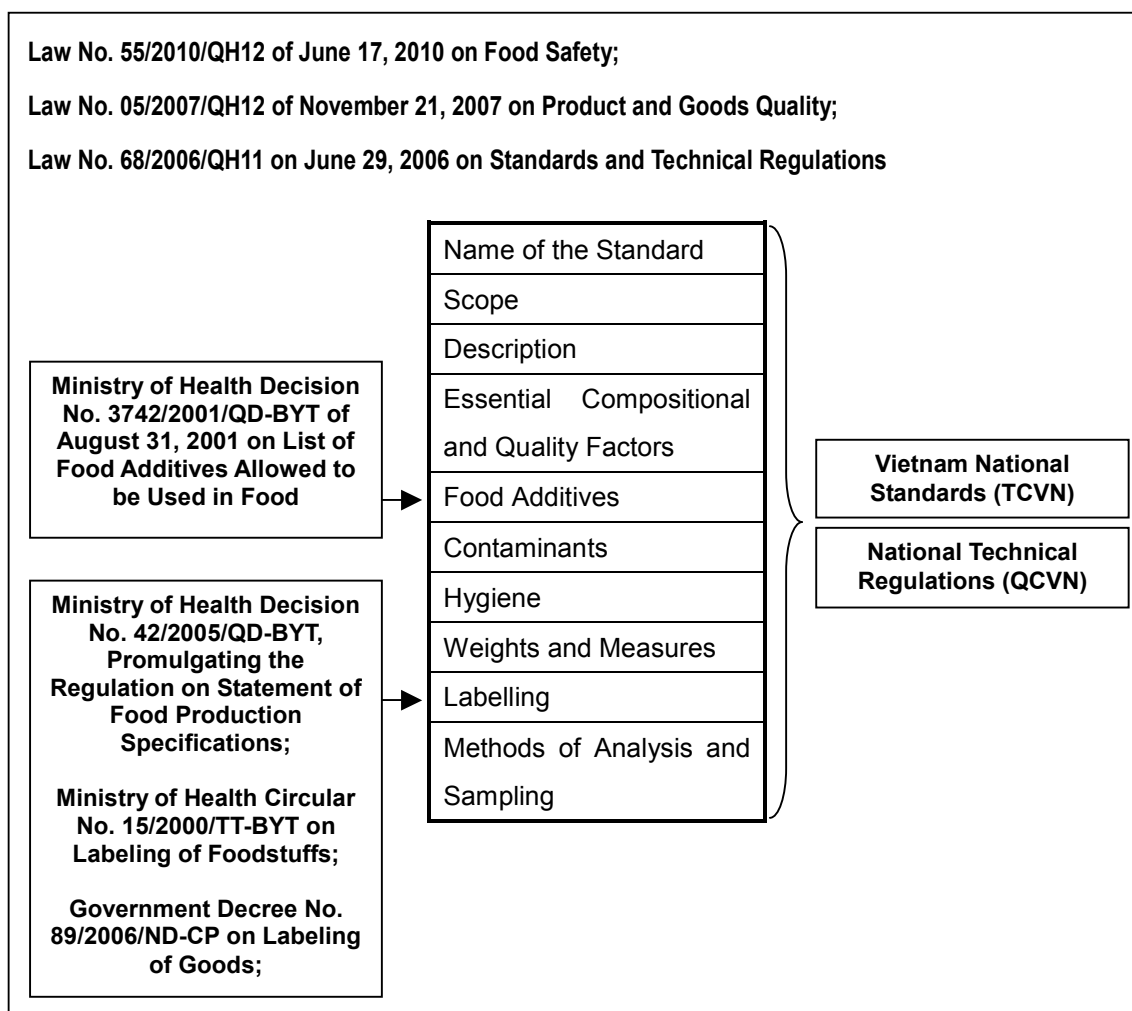 Law No. 55/2010/QH12 of June 17, 2010 on Food Safety;
Law No. 05/2007/QH12 of November 21, 2007 on Product and Goods Quality;
Law No. 68/2006/QH11 on June 29, 2006 on Standards and Technical Regulations
Ministry of Health Decision
No. 3742/2001/QD-BYT of
August 31, 2001 on List of
Food Additives Allowed to
be Used in Food
Ministry of Health Decision
No. 42/2005/QD-BYT,
Promulgating the
Regulation on Statement of
Food Production
Specifications;
Ministry of Health Circular
No. 15/2000/TT-BYT on
Labeling of Foodstuffs;
Government Decree No.
89/2006/ND-CP on Labeling
of Goods;
Name of the Standard
Scope
Description
Essential Compositional
and Quality Factors
Food Additives
Contaminants
Hygiene
Weights and Measures
Labelling
Methods of Analysis and
Sampling
Vietnam National
Standards (TCVN)
National Technical
Regulations (QCVN)